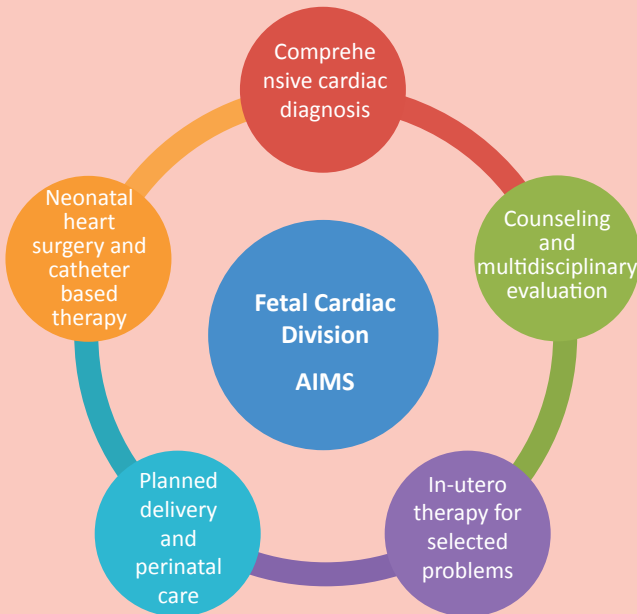 Comprehe
nsive cardiac
diagnosis
Counseling
and
multidisciplinary
evaluation
In-utero
therapy for
selected
problems
Planned
delivery
and
perinatal
care
Neonatal
heart
surgery and
catheter
based
therapy
Fetal Cardiac
Division
AIMS